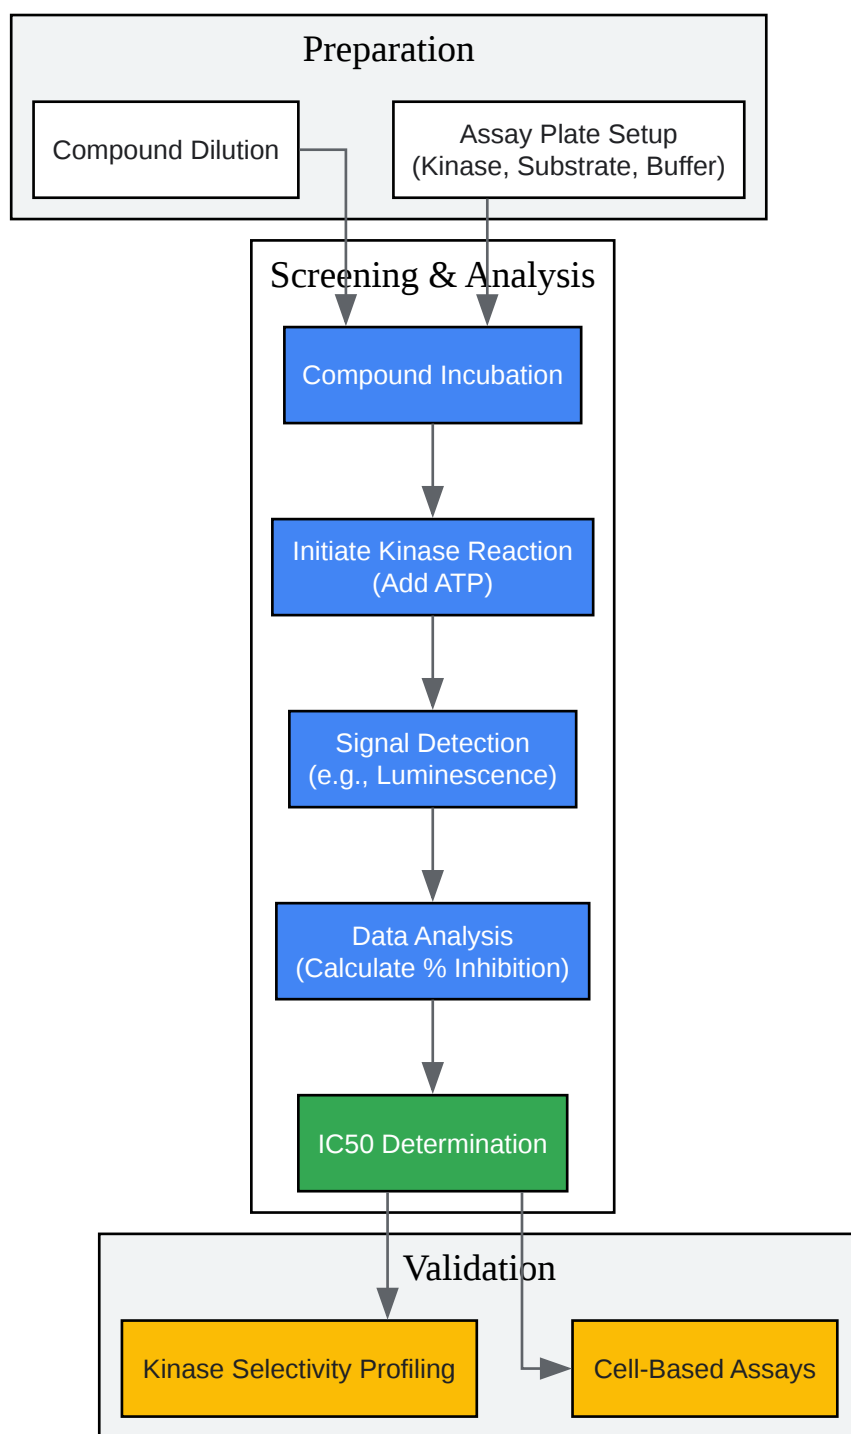 Preparation
Compound Dilution
Assay Plate Setup
(Kinase, Substrate, Buffer)
Screening & Analysis
Compound Incubation
Initiate Kinase Reaction
(Add ATP)
Signal Detection
(e.g., Luminescence)
Data Analysis
(Calculate % Inhibition)
IC50 Determination
Validation
Kinase Selectivity Profiling
Cell-Based Assays